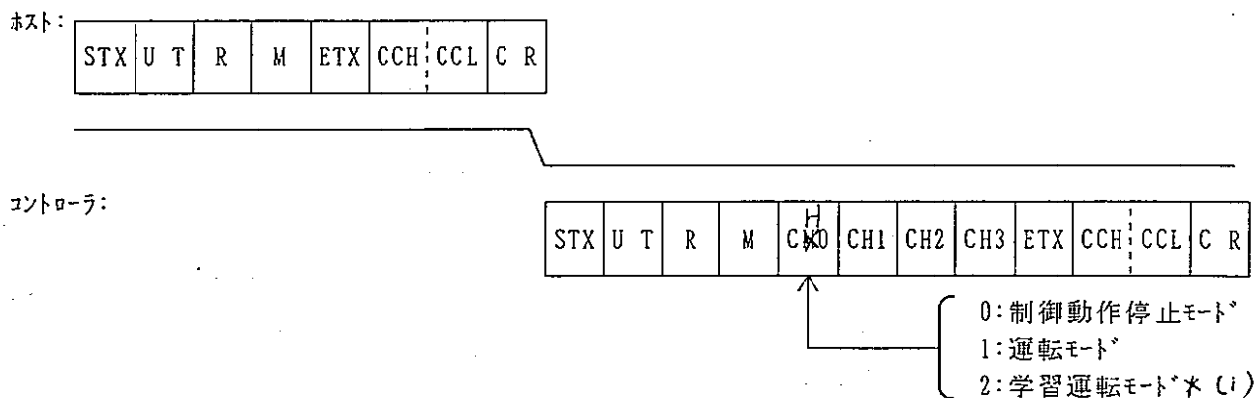 ホスト:
STX U T R M ETX CCH CCL C R
コントローラ:
STX U T R M CH0 CH1 CH2 CH3 ETX CCH CCL C R
0:制御動作停止モード
1:運転モード
2:学習運転モード* (1)